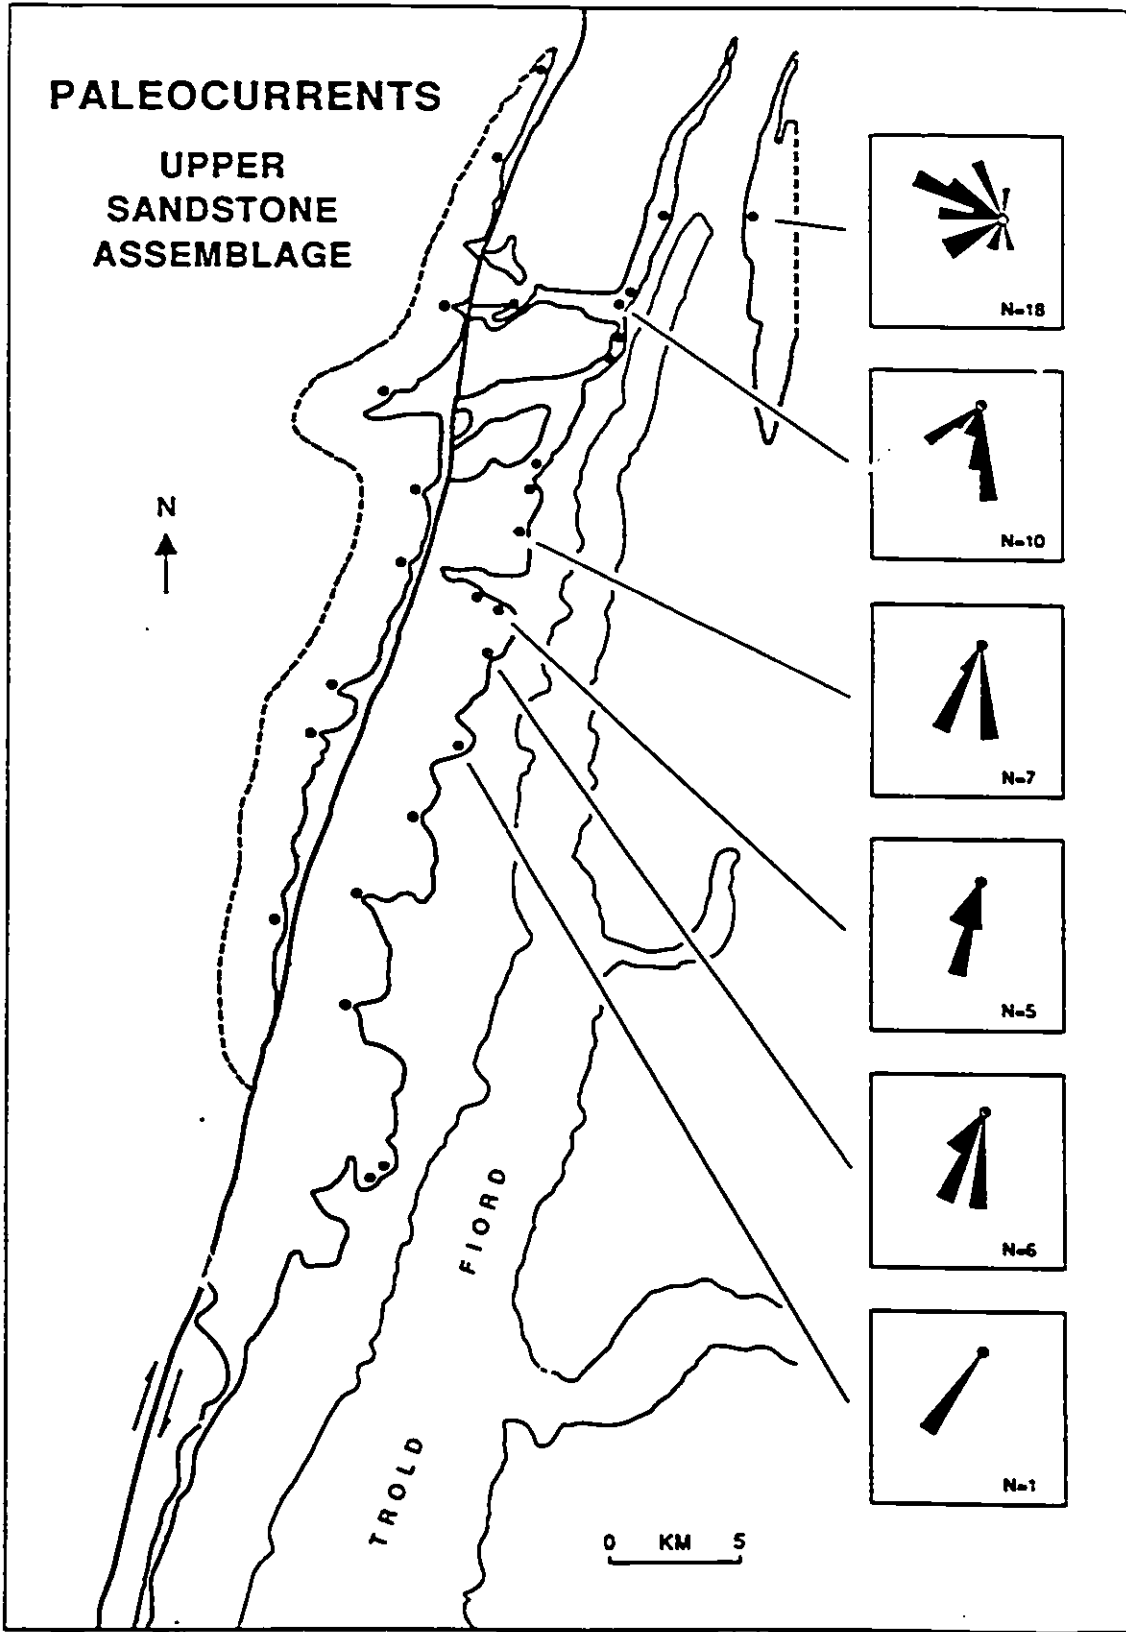 PALEOCURRENTS
UPPER
SANDSTONE
ASSEMBLAGE
N
N=18
N=10
N=7
N=5
N=6
N=1
TROLD FIORD
0 KM 5